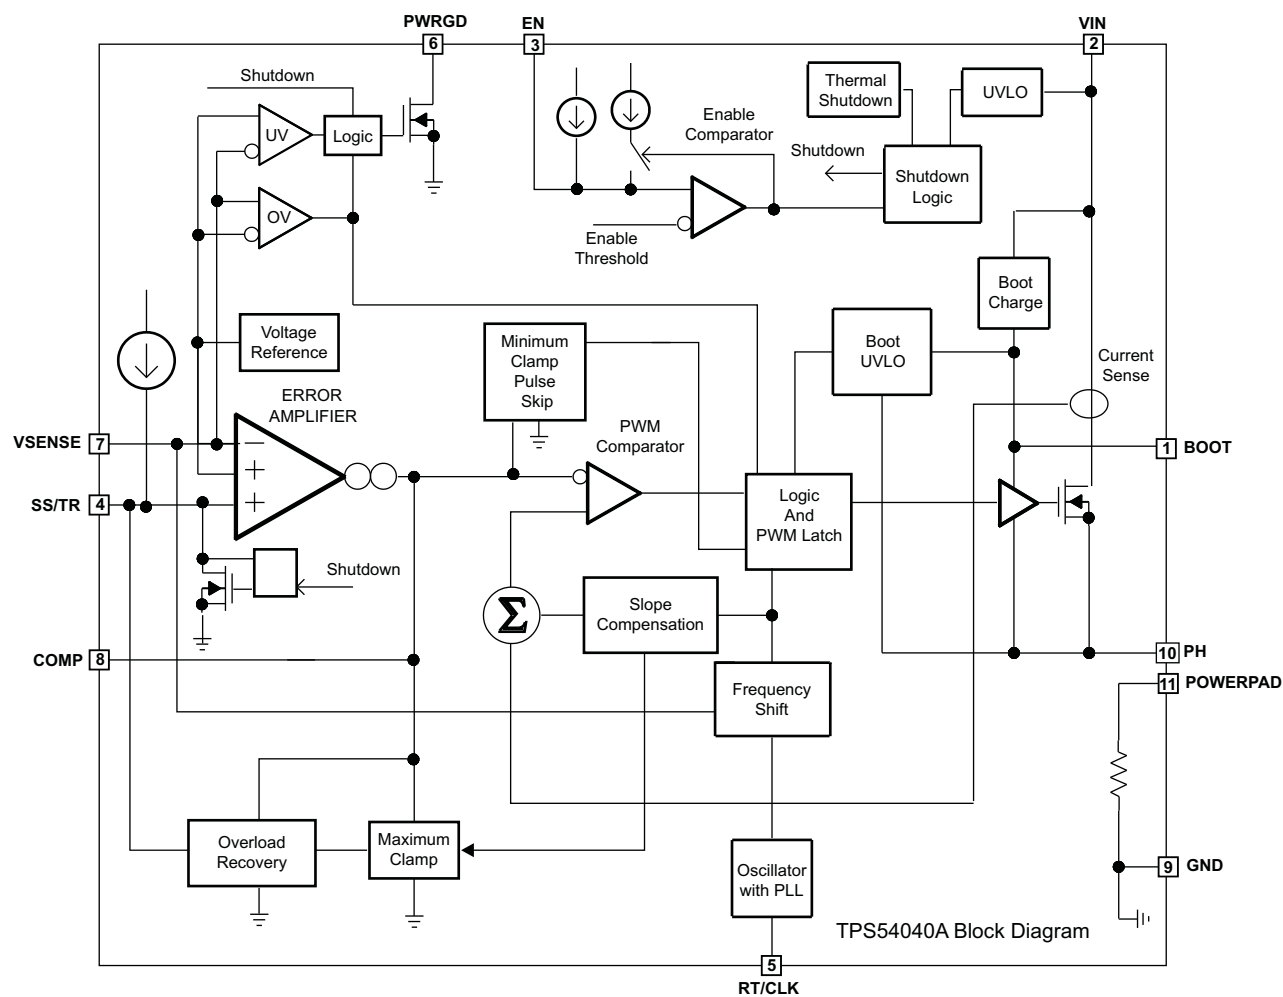 PWRGD
EN
VIN
6
3
2
Shutdown
Thermal
Shutdown
UVLO
UV
Logic
Enable
Comparator
Shutdown
Shutdown
Logic
OV
Enable
Threshold
Boot
Charge
Voltage
Reference
Minimum
Clamp
Pulse
Skip
Boot
UVLO
Current
Sense
ERROR
AMPLIFIER
PWM
Comparator
VSENSE 7
−
1 BOOT
+
SS/TR 4
+
Logic
And
PWM Latch
Shutdown
Σ
Slope
Compensation
COMP 8
10 PH
11 POWERPAD
Frequency
Shift
Overload
Recovery
Maximum
Clamp
Oscillator
with PLL
9 GND
TPS54040A Block Diagram
5
RT/CLK